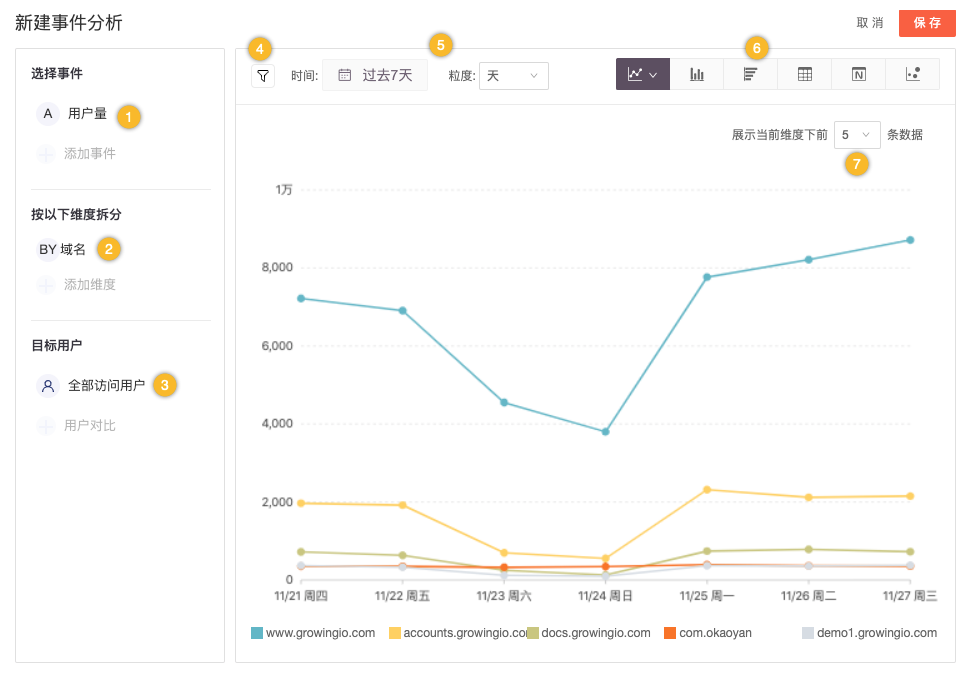 新建事件分析
取 消
保 存
选择事件
A 用户量 1
添加事件
按以下维度拆分
BY 域名 2
添加维度
目标用户
全部访问用户 3
用户对比
4
5
6
时间: 过去7天 粒度: 天
N
展示当前维度下前 5 条数据
7
1万
8,000
6,000
4,000
2,000
0
11/21 周四 11/22 周五 11/23 周六 11/24 周日 11/25 周一 11/26 周二 11/27 周三
www.growingio.com accounts.growingio.co docs.growingio.com com.okaoyan demo1.growingio.com